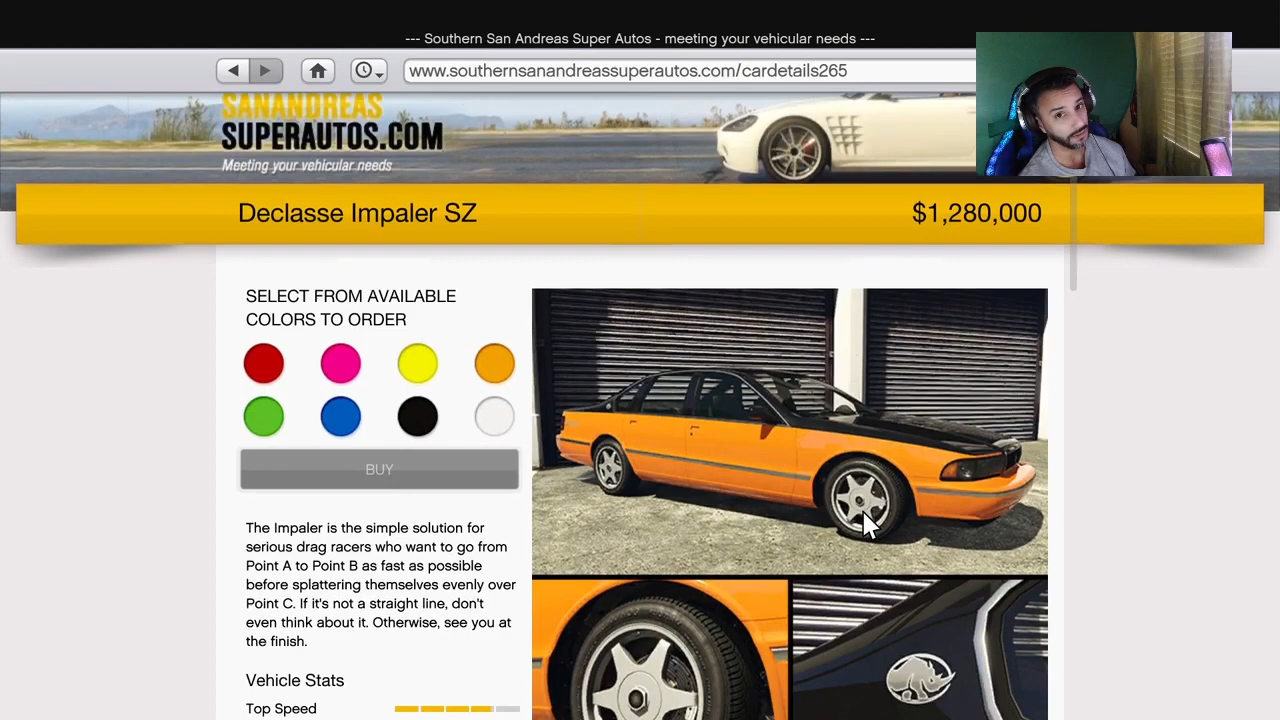 --- Southern San Andreas Super Autos - meeting your vehicular needs ---
www.southernsanandreassuperautos.com/cardetails265
SANANDREAS
SUPERAUTOS.COM
Meeting your vehicular needs
Declasse Impaler SZ
$1,280,000
SELECT FROM AVAILABLE
COLORS TO ORDER
BUY
The Impaler is the simple solution for
serious drag racers who want to go from
Point A to Point B as fast as possible
before splattering themselves evenly over
Point C. If it's not a straight line, don't
even think about it. Otherwise, see you at
the finish.
Vehicle Stats
Top Speed